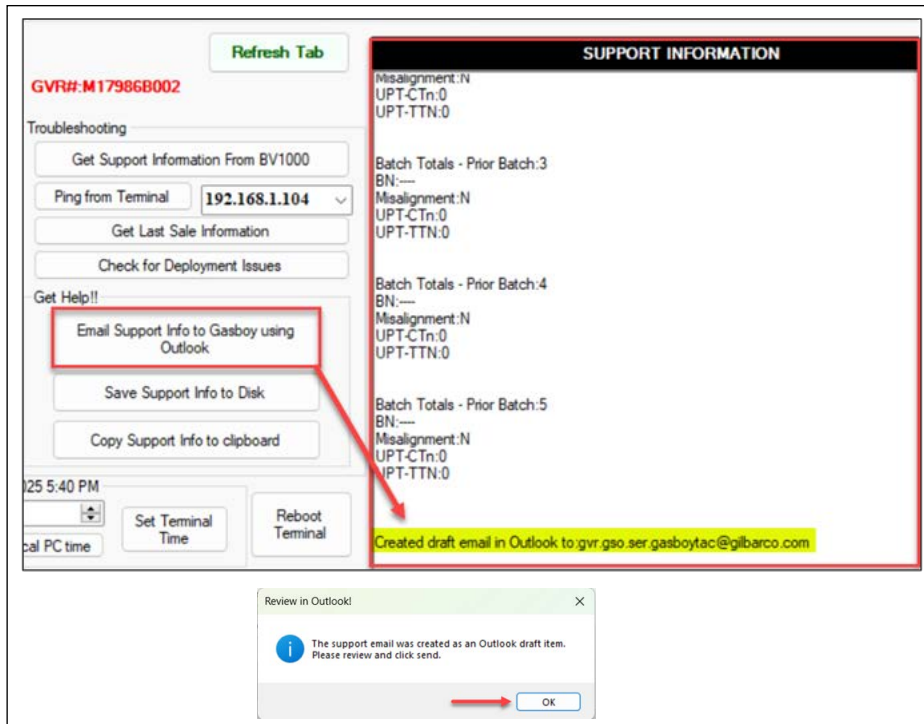 Refresh Tab
GVR#:M17986B002
Troubleshooting
Get Support Information From BV1000
Ping from Terminal
192.168.1.104
Get Last Sale Information
Check for Deployment Issues
Get Help!!
Email Support Info to Gasboy using
Outlook
Save Support Info to Disk
Copy Support Info to clipboard
025 5:40 PM
cal PC time
Set Terminal
Time
Reboot
Terminal
SUPPORT INFORMATION
Misalignment:N
UPT-CTn:0
UPT-TTN:0
Batch Totals - Prior Batch:3
BN:----
Misalignment:N
UPT-CTn:0
UPT-TTN:0
Batch Totals - Prior Batch:4
BN:----
Misalignment:N
UPT-CTn:0
UPT-TTN:0
Batch Totals - Prior Batch:5
BN:----
Misalignment:N
UPT-CTn:0
UPT-TTN:0
Created draft email in Outlook to:gvr.gso.ser.gasboytac@gilbarco.com
Review in Outlook!
The support email was created as an Outlook draft item.
Please review and click send.
OK